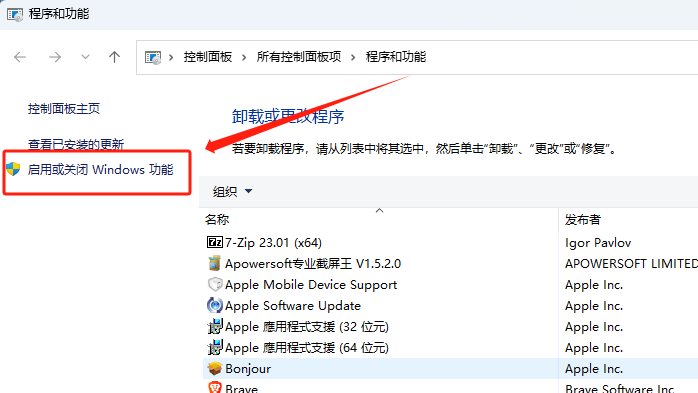 程序和功能
控制面板 › 所有控制面板项 › 程序和功能
控制面板主页
卸载或更改程序
查看已安装的更新
若要卸载程序，请从列表中将其选中，然后单击“卸载”、“更改”或“修复”。
启用或关闭 Windows 功能
组织
名称 发布者
7-Zip 23.01 (x64) Igor Pavlov
Apowersoft专业截屏王 V1.5.2.0 APOWERSOFT LIMITED
Apple Mobile Device Support Apple Inc.
Apple Software Update Apple Inc.
Apple 應用程式支援 (32 位元) Apple Inc.
Apple 應用程式支援 (64 位元) Apple Inc.
Bonjour Apple Inc.
Brave Brave Software Inc